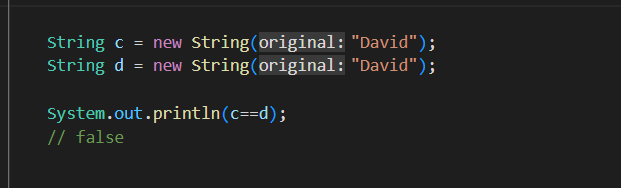 String c = new String(original: "David");
String d = new String(original: "David");
System.out.println(c==d);
// false